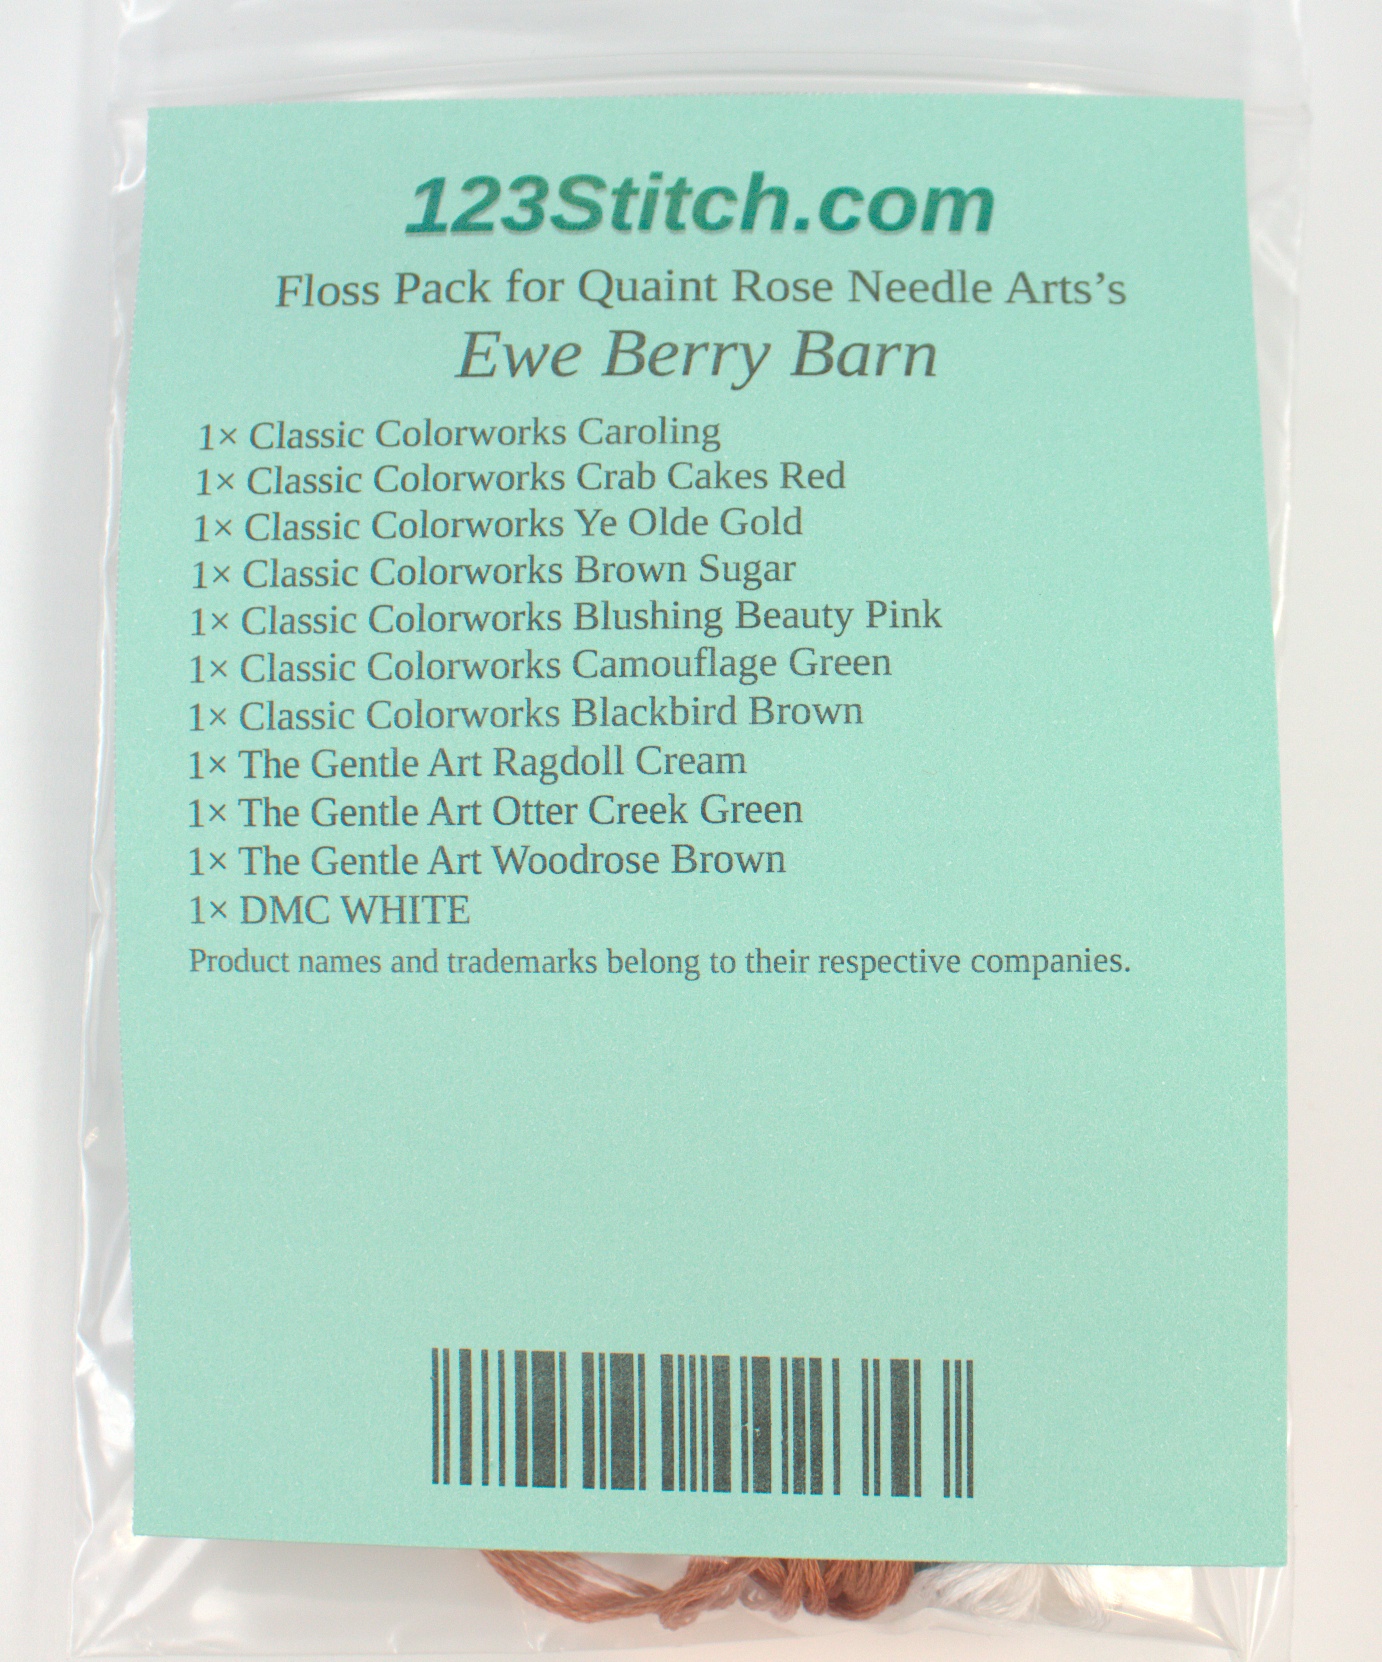 123Stitch.com
Floss Pack for Quaint Rose Needle Arts’s
Ewe Berry Barn
1× Classic Colorworks Caroling
1× Classic Colorworks Crab Cakes Red
1× Classic Colorworks Ye Olde Gold
1× Classic Colorworks Brown Sugar
1× Classic Colorworks Blushing Beauty Pink
1× Classic Colorworks Camouflage Green
1× Classic Colorworks Blackbird Brown
1× The Gentle Art Ragdoll Cream
1× The Gentle Art Otter Creek Green
1× The Gentle Art Woodrose Brown
1× DMC WHITE
Product names and trademarks belong to their respective companies.